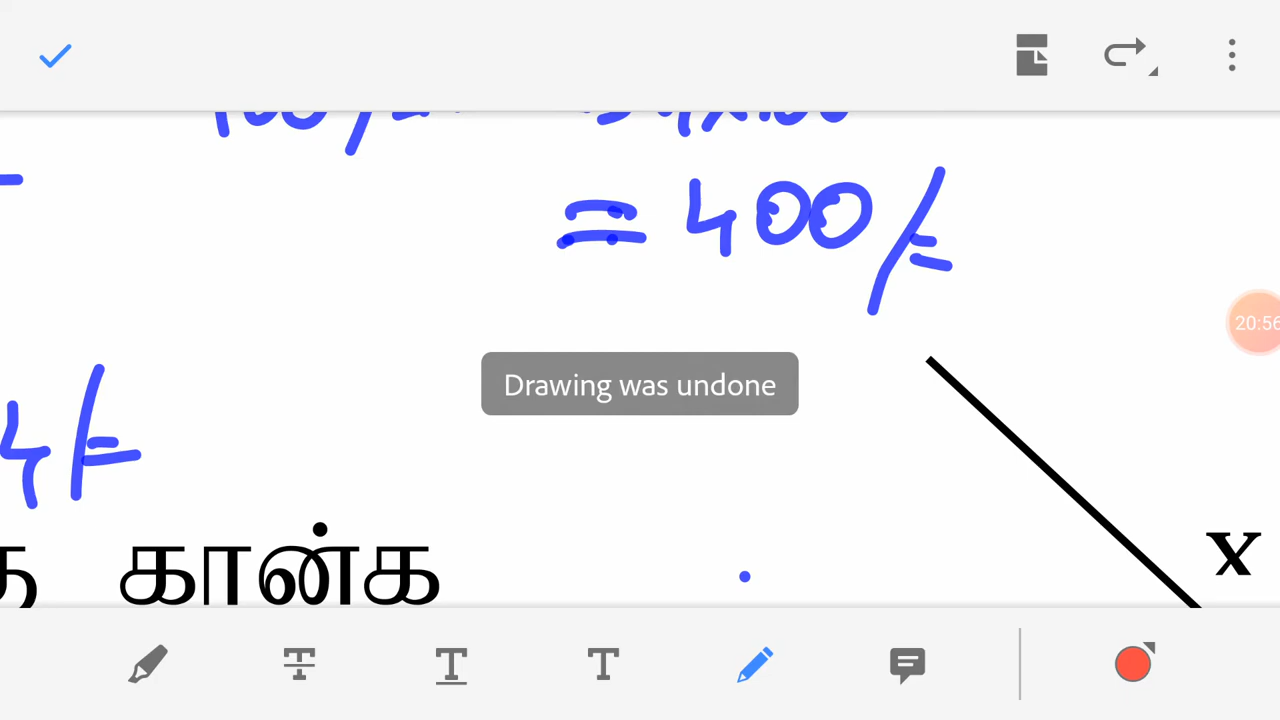 = 400/=
Drawing was undone
20:56
4/=
x
கான்க